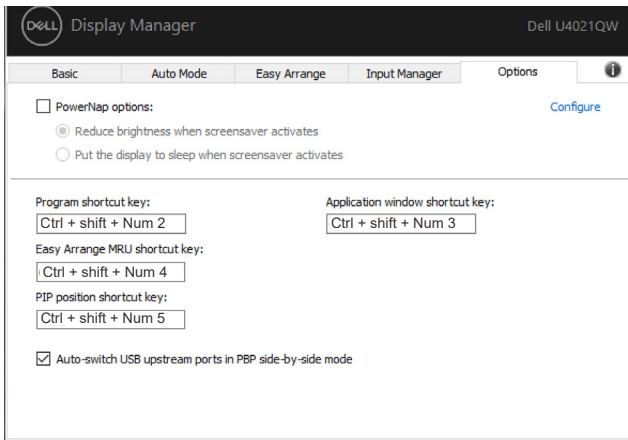 DELL Display Manager Dell U4021QW
Basic Auto Mode Easy Arrange Input Manager Options i
PowerNap options: Configure
Reduce brightness when screensaver activates
Put the display to sleep when screensaver activates
Program shortcut key: Application window shortcut key:
Ctrl + shift + Num 2 Ctrl + shift + Num 3
Easy Arrange MRU shortcut key:
Ctrl + shift + Num 4
PIP position shortcut key:
Ctrl + shift + Num 5
Auto-switch USB upstream ports in PBP side-by-side mode